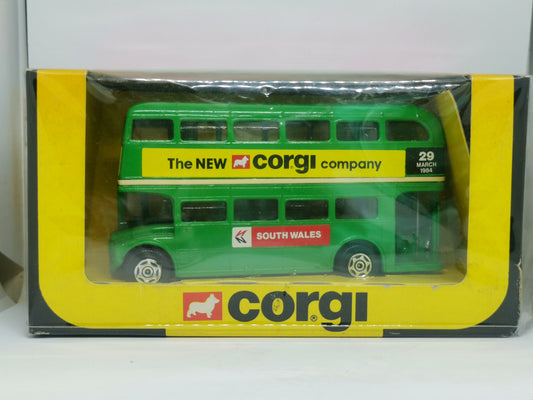 The NEW corgi company
29
MARCH
1984
SOUTH WALES
corgi®